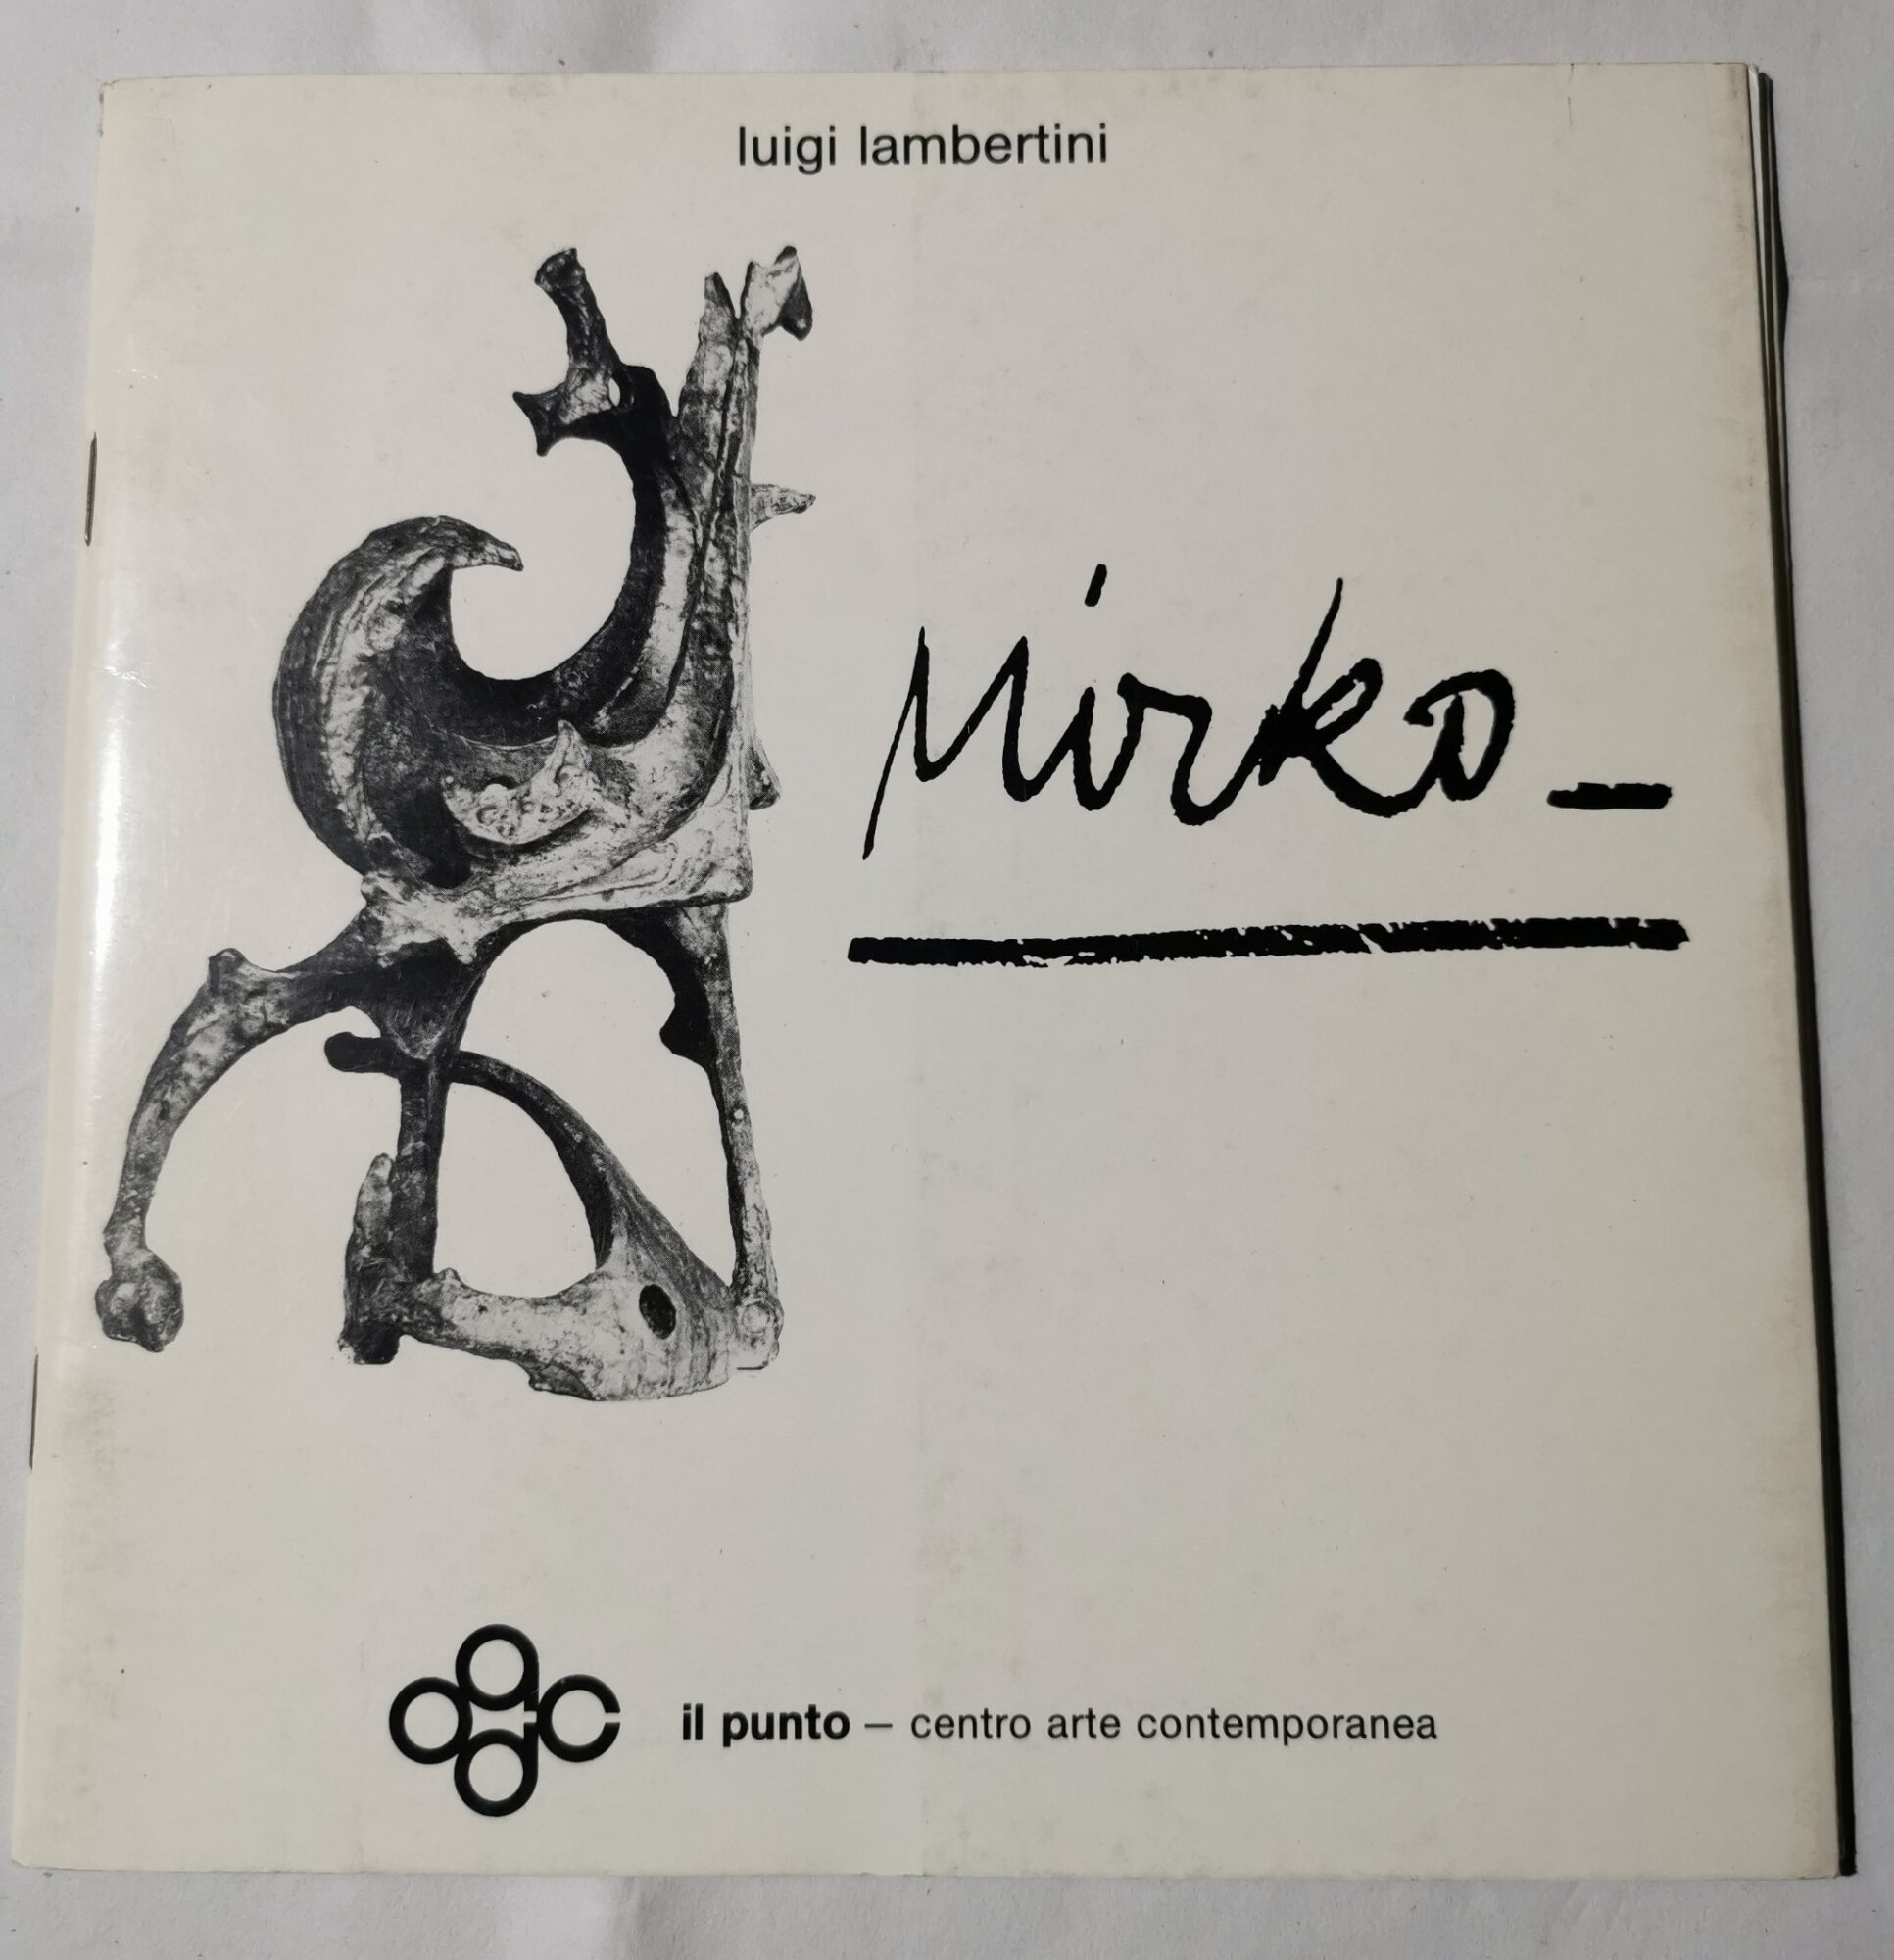 luigi lambertini
Mirko
il punto – centro arte contemporanea